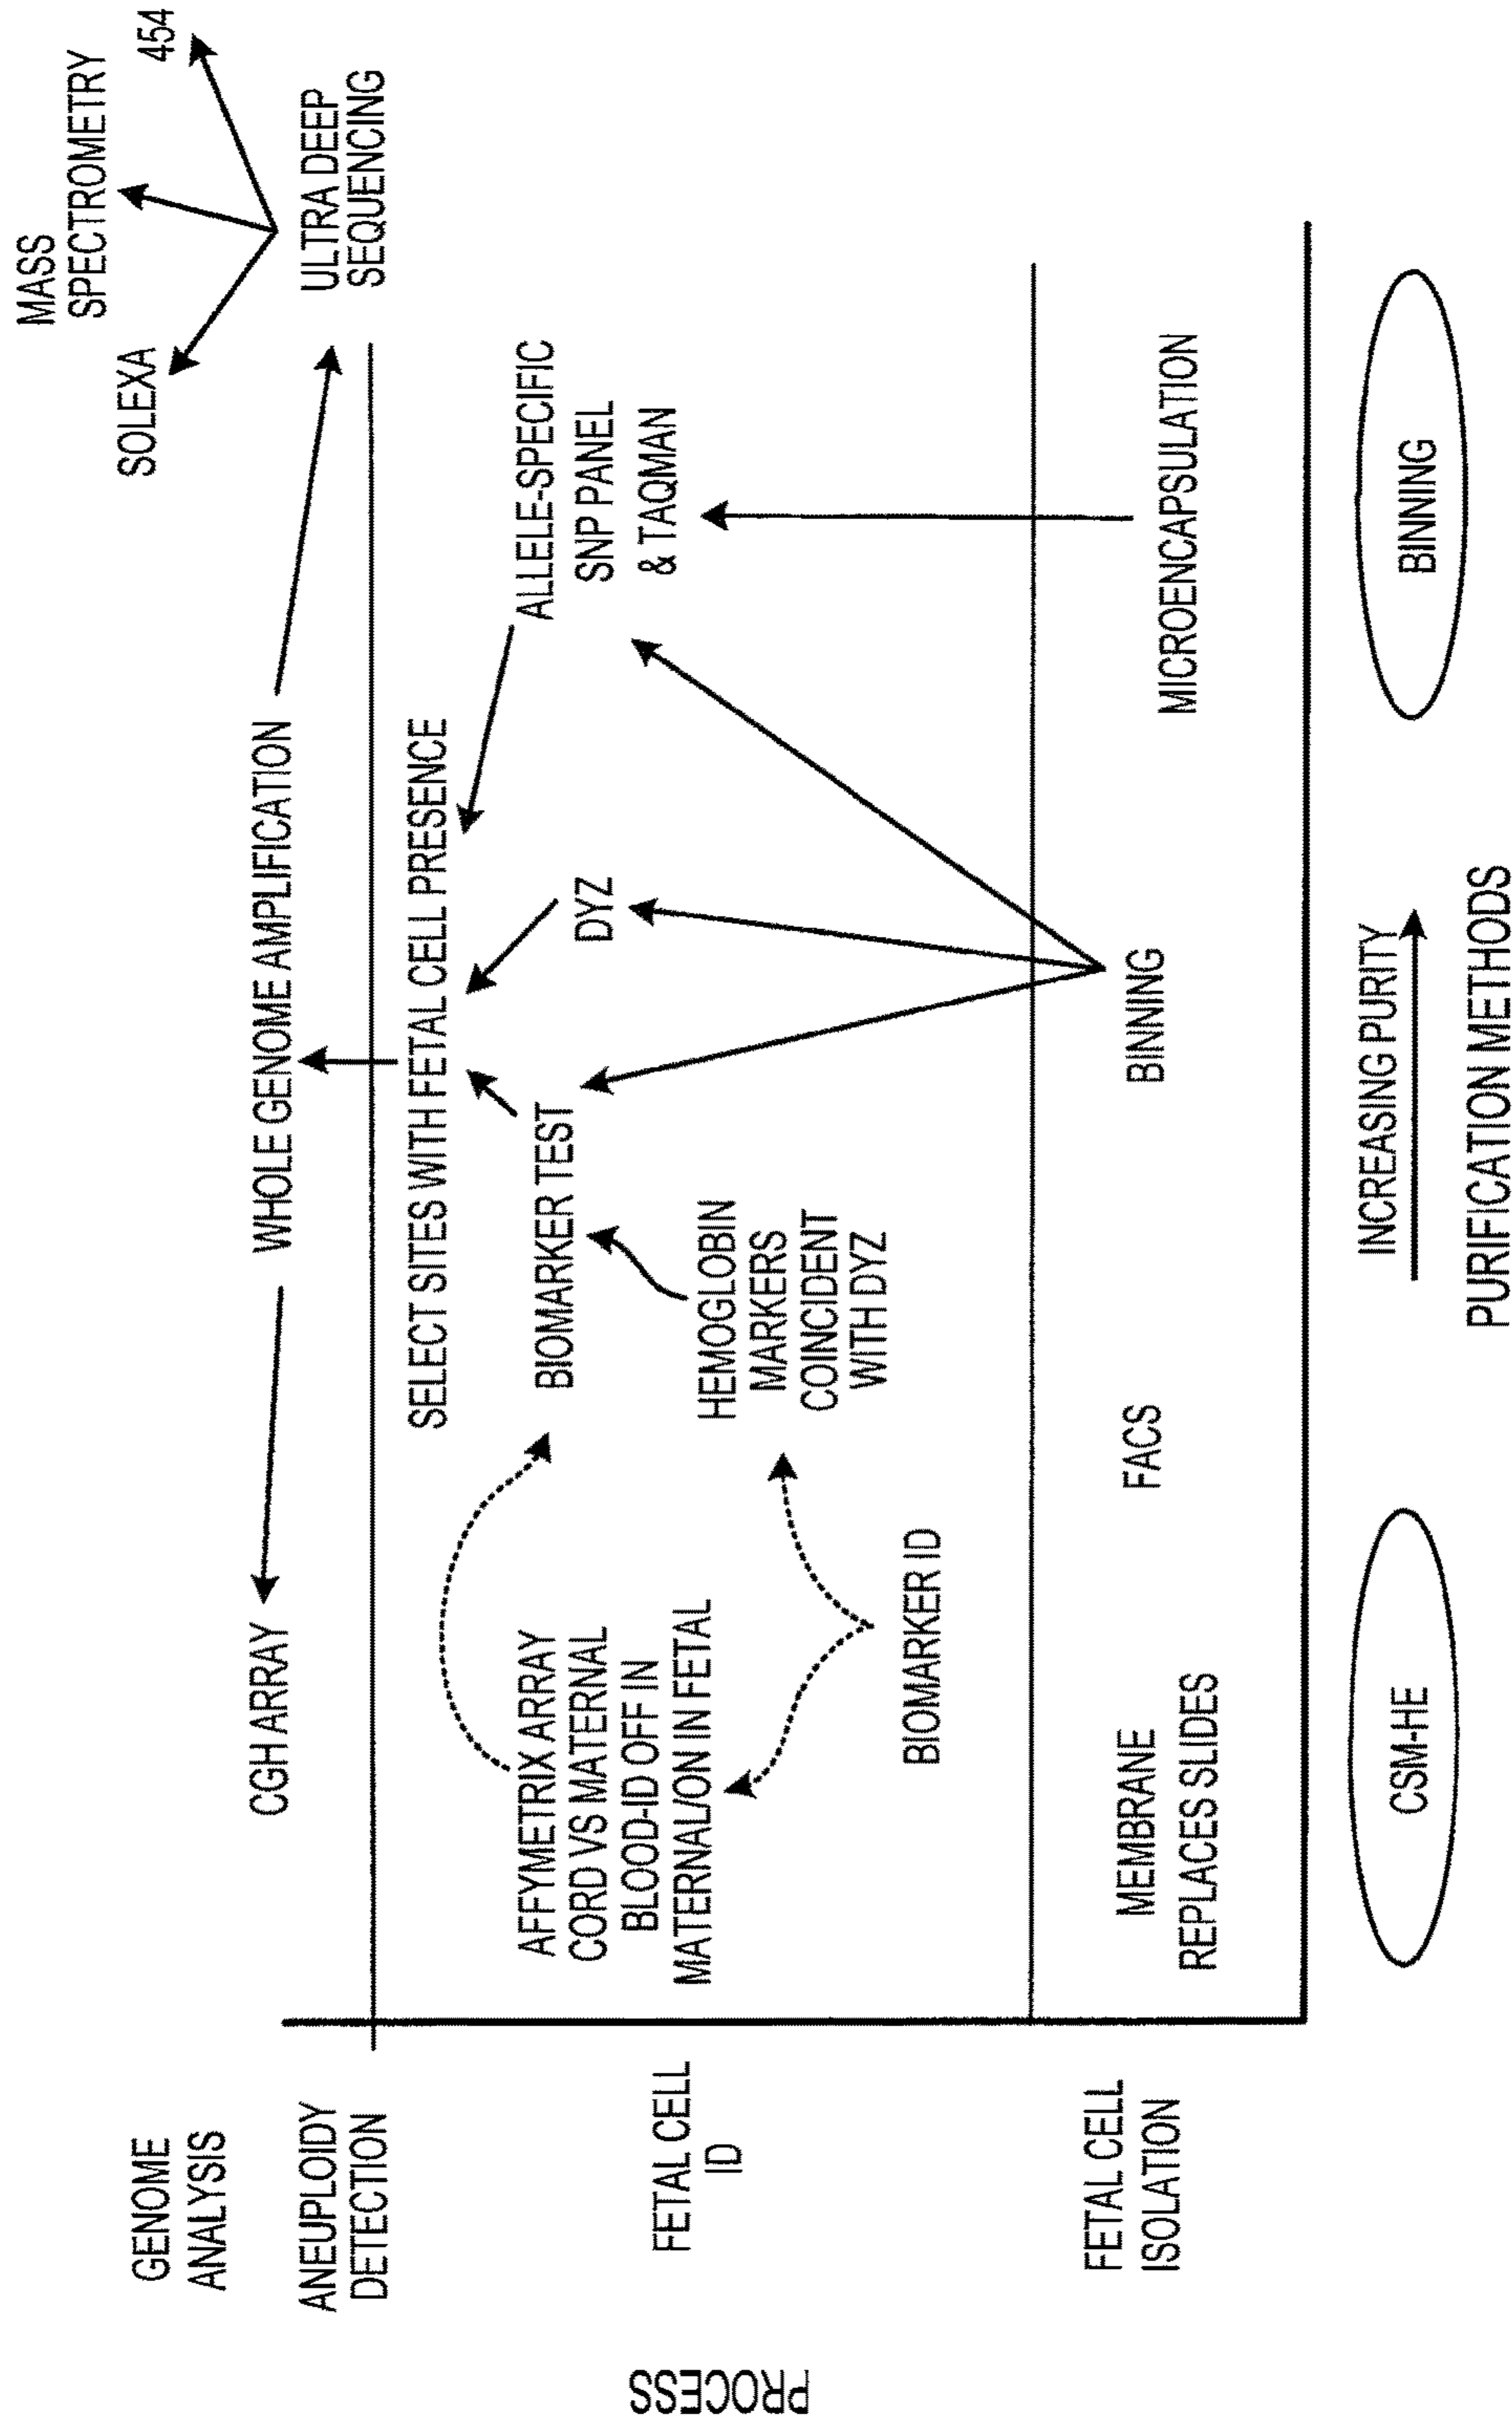 GENOME
ANALYSIS
MASS
SPECTROMETRY
SOLEXA
454
ANEUPLOIDY
DETECTION
CGH ARRAY
WHOLE GENOME AMPLIFICATION
ULTRA DEEP
SEQUENCING
SELECT SITES WITH FETAL CELL PRESENCE
PROCESS
FETAL CELL
ID
AFFYMETRIX ARRAY
CORD VS MATERNAL
BLOOD-ID OFF IN
MATERNAL/ON IN FETAL
BIOMARKER TEST
DYZ
ALLELE-SPECIFIC
SNP PANEL
& TAQMAN
HEMOGLOBIN
MARKERS
COINCIDENT
WITH DYZ
BIOMARKER ID
FETAL CELL
ISOLATION
MEMBRANE
REPLACES SLIDES
FACS
BINNING
MICROENCAPSULATION
CSM-HE
INCREASING PURITY
BINNING
PURIFICATION METHODS